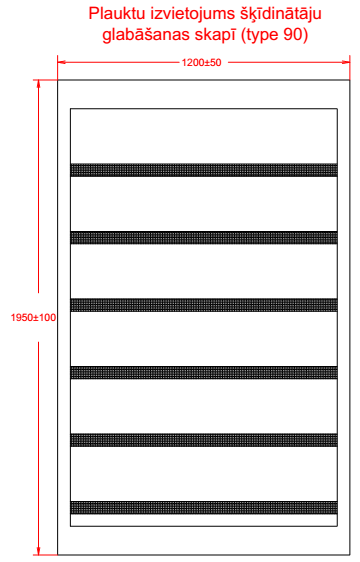 Plauktu izvietojums šķīdinātāju
glabāšanas skapī (type 90)
1200±50
1950±100